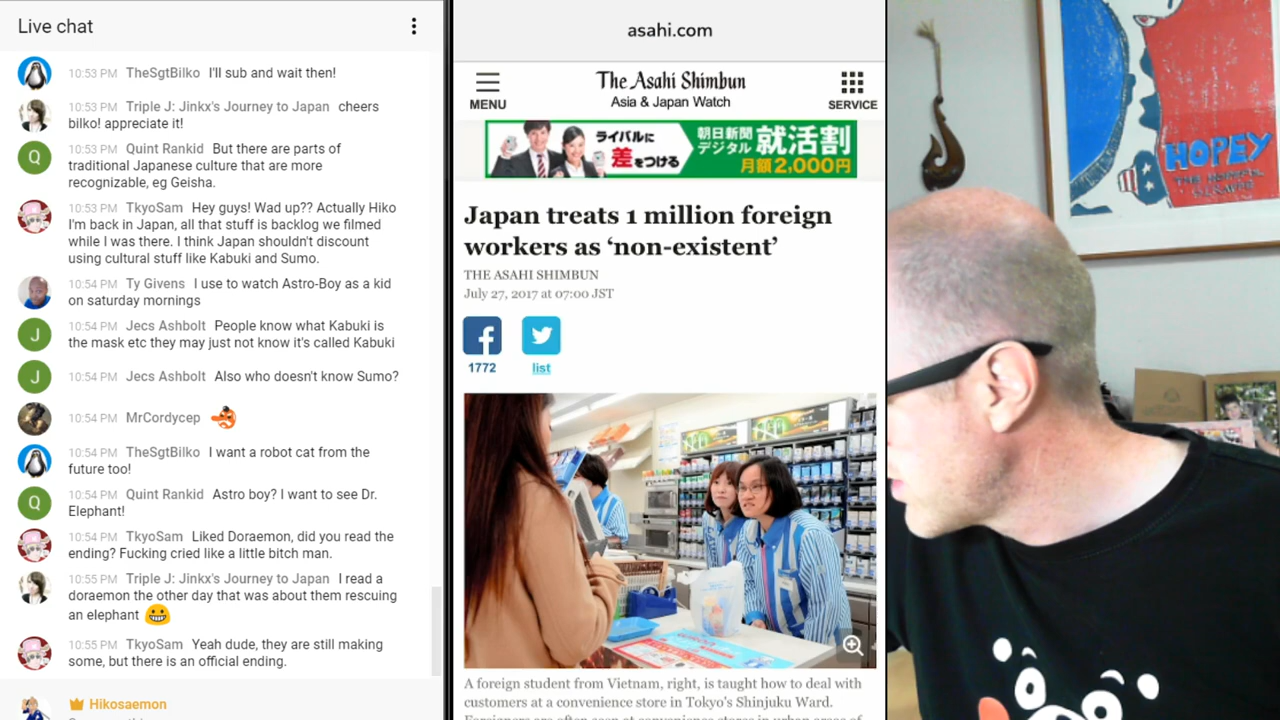 Live chat
10:53 PM TheSgtBilko I'll sub and wait then!
10:53 PM Triple J: Jinkx's Journey to Japan cheers
bilko! appreciate it!
10:53 PM Quint Rankid But there are parts of
traditional Japanese culture that are more
recognizable, eg Geisha.
10:53 PM TkyoSam Hey guys! Wad up?? Actually Hiko
I'm back in Japan, all that stuff is backlog we filmed
while I was there. I think Japan shouldn't discount
using cultural stuff like Kabuki and Sumo.
10:54 PM Ty Givens I use to watch Astro-Boy as a kid
on saturday mornings
10:54 PM Jecs Ashbolt People know what Kabuki is
the mask etc they may just not know it's called Kabuki
10:54 PM Jecs Ashbolt Also who doesn't know Sumo?
10:54 PM MrCordycep
10:54 PM TheSgtBilko I want a robot cat from the
future too!
10:54 PM Quint Rankid Astro boy? I want to see Dr.
Elephant!
10:54 PM TkyoSam Liked Doraemon, did you read the
ending? Fucking cried like a little bitch man.
10:55 PM Triple J: Jinkx's Journey to Japan I read a
doraemon the other day that was about them rescuing
an elephant
10:55 PM TkyoSam Yeah dude, they are still making
some, but there is an official ending.
Hikosaemon
Q
J
J
Q
asahi.com
MENU
The Asahi Shimbun
Asia & Japan Watch
SERVICE
ライバルに
差をつける
朝日新聞
デジタル
就活割
月額2,000円
Japan treats 1 million foreign
workers as ‘non-existent’
THE ASAHI SHIMBUN
July 27, 2017 at 07:00 JST
1772
list
A foreign student from Vietnam, right, is taught how to deal with
customers at a convenience store in Tokyo's Shinjuku Ward.
Foreigners are often seen at convenience stores in urban areas of
HOPEY